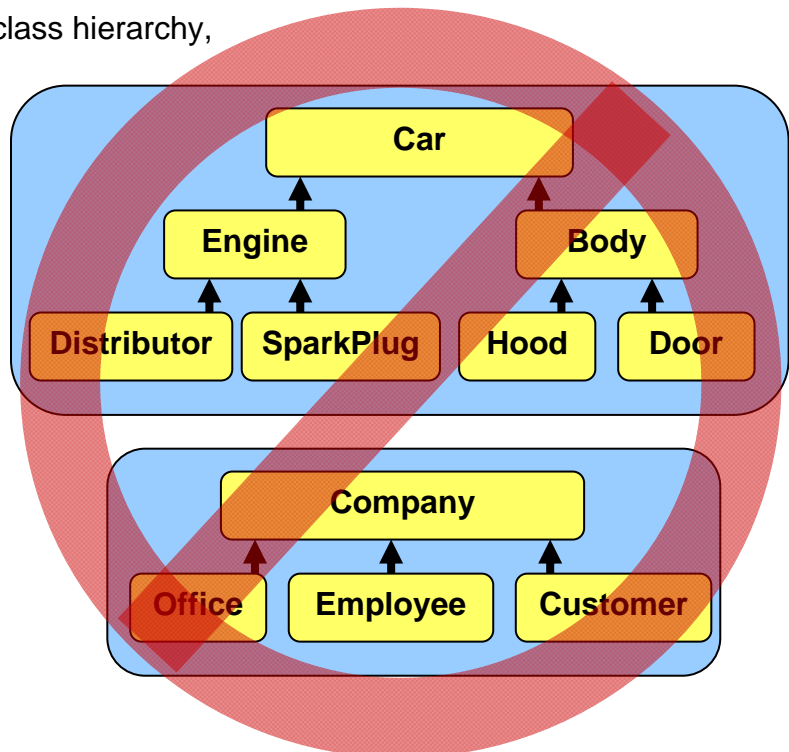 class hierarchy,
Car
Engine Body
Distributor SparkPlug Hood Door
Company
Office Employee Customer